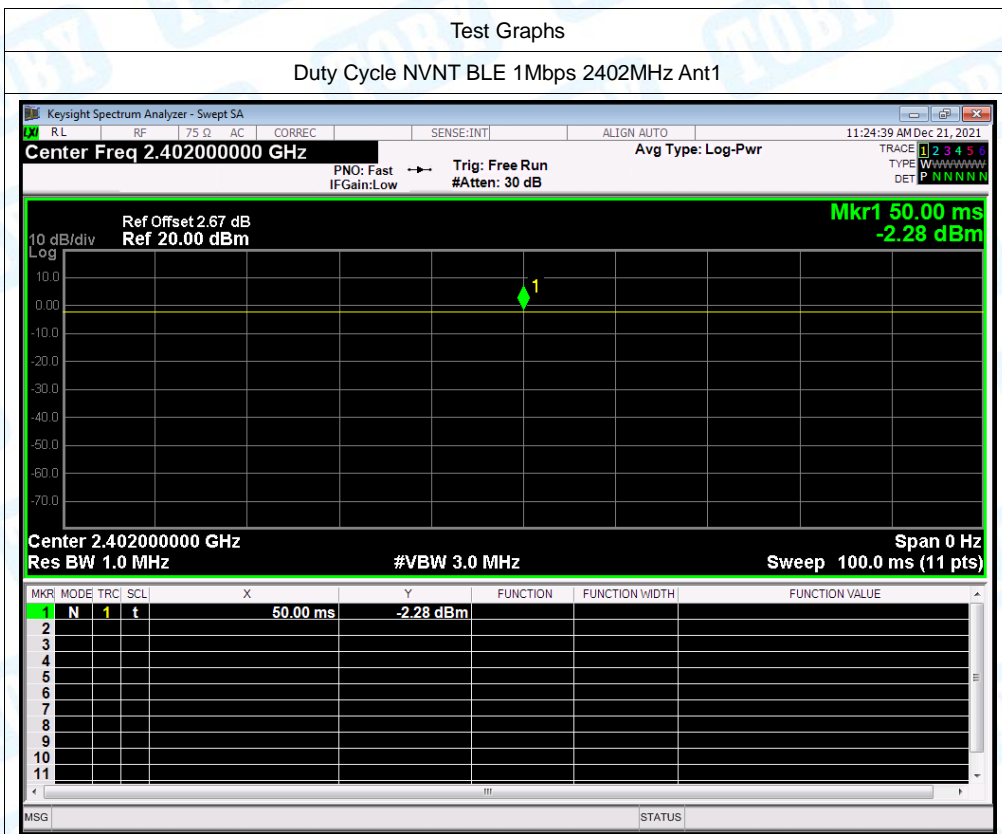 Test Graphs
Duty Cycle NVNT BLE 1Mbps 2402MHz Ant1
Keysight Spectrum Analyzer - Swept SA
LXI RL RF 75 Ω AC CORREC SENSE:INT ALIGN AUTO 11:24:39 AM Dec 21, 2021
Center Freq 2.402000000 GHz
PNO: Fast
IFGain:Low
Trig: Free Run
#Atten: 30 dB
Avg Type: Log-Pwr
TRACE 1 2 3 4 5 6
TYPE WWWWWW
DET P N N N N N
Mkr1 50.00 ms
-2.28 dBm
Ref Offset 2.67 dB
10 dB/div Ref 20.00 dBm
Log
10.0
0.00
-10.0
-20.0
-30.0
-40.0
-50.0
-60.0
-70.0
1
Center 2.402000000 GHz Span 0 Hz
Res BW 1.0 MHz #VBW 3.0 MHz Sweep 100.0 ms (11 pts)
MKR MODE TRC SCL X Y FUNCTION FUNCTION WIDTH FUNCTION VALUE
1 N 1 t 50.00 ms -2.28 dBm
2
3
4
5
6
7
8
9
10
11
MSG STATUS